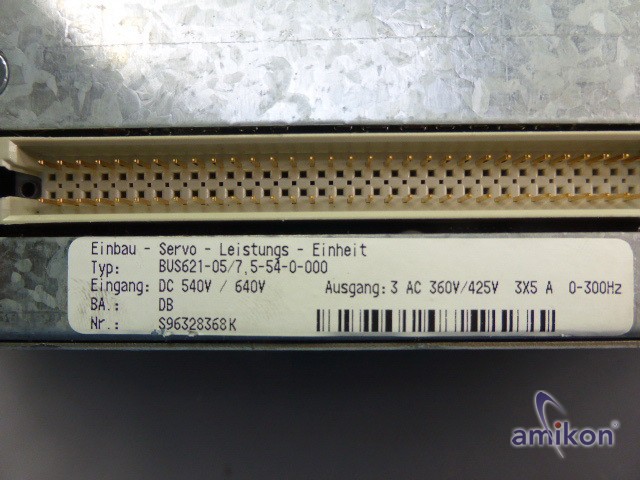 Einbau - Servo - Leistungs - Einheit
Typ: BUS621-05/7,5-54-0-000
Eingang: DC 540V / 640V Ausgang: 3 AC 360V/425V 3X5 A 0-300Hz
BA.: DB
Nr.: S96328368K
amikon®